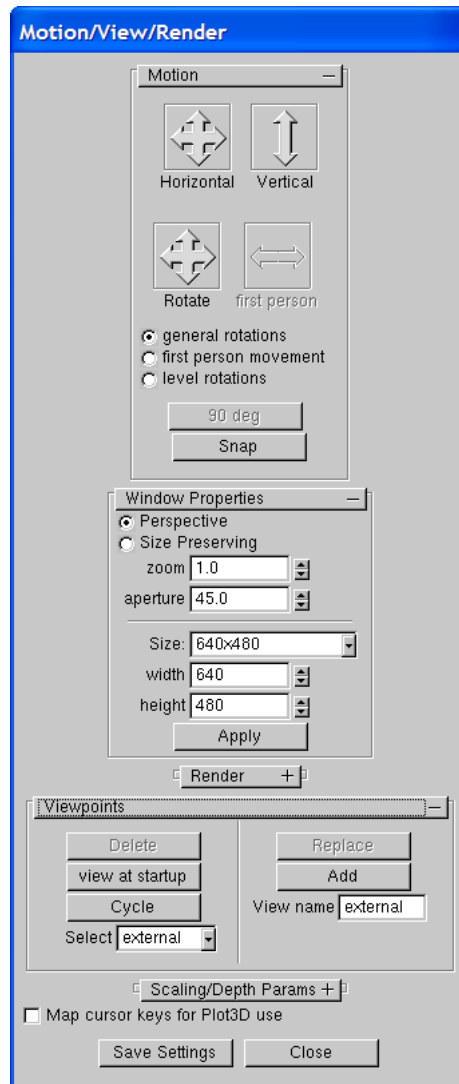 Motion/View/Render
Motion −
Horizontal Vertical
Rotate first person
general rotations
first person movement
level rotations
90 deg
Snap
Window Properties −
Perspective
Size Preserving
zoom 1.0
aperture 45.0
Size: 640x480
width 640
height 480
Apply
Render +
Viewpoints −
Delete Replace
view at startup Add
Cycle View name external
Select external
Scaling/Depth Params +
Map cursor keys for Plot3D use
Save Settings Close